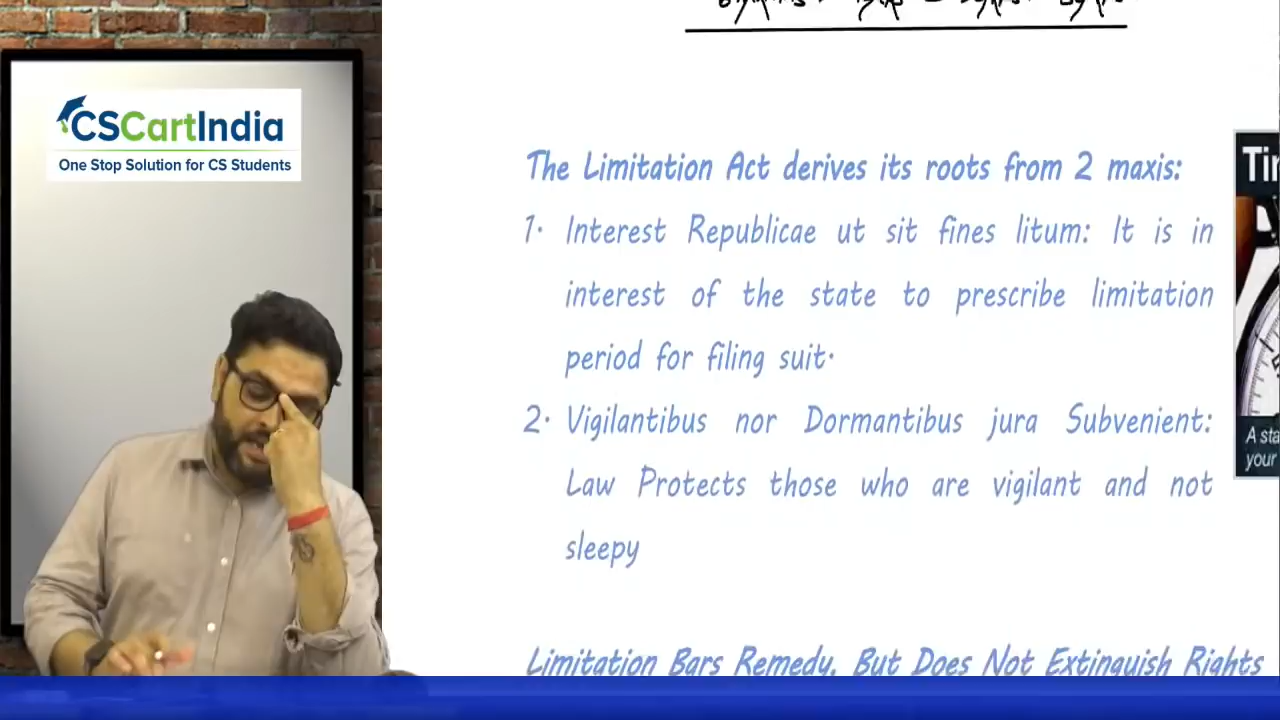 CSCartIndia
One Stop Solution for CS Students
The Limitation Act derives its roots from 2 maxis:
1. Interest Republicae ut sit fines litum: It is in
interest of the state to prescribe limitation
period for filing suit.
2. Vigilantibus nor Dormantibus jura Subvenient:
Law Protects those who are vigilant and not
sleepy
Limitation Bars Remedy, But Does Not Extinguish Rights
Tim
A sta
your